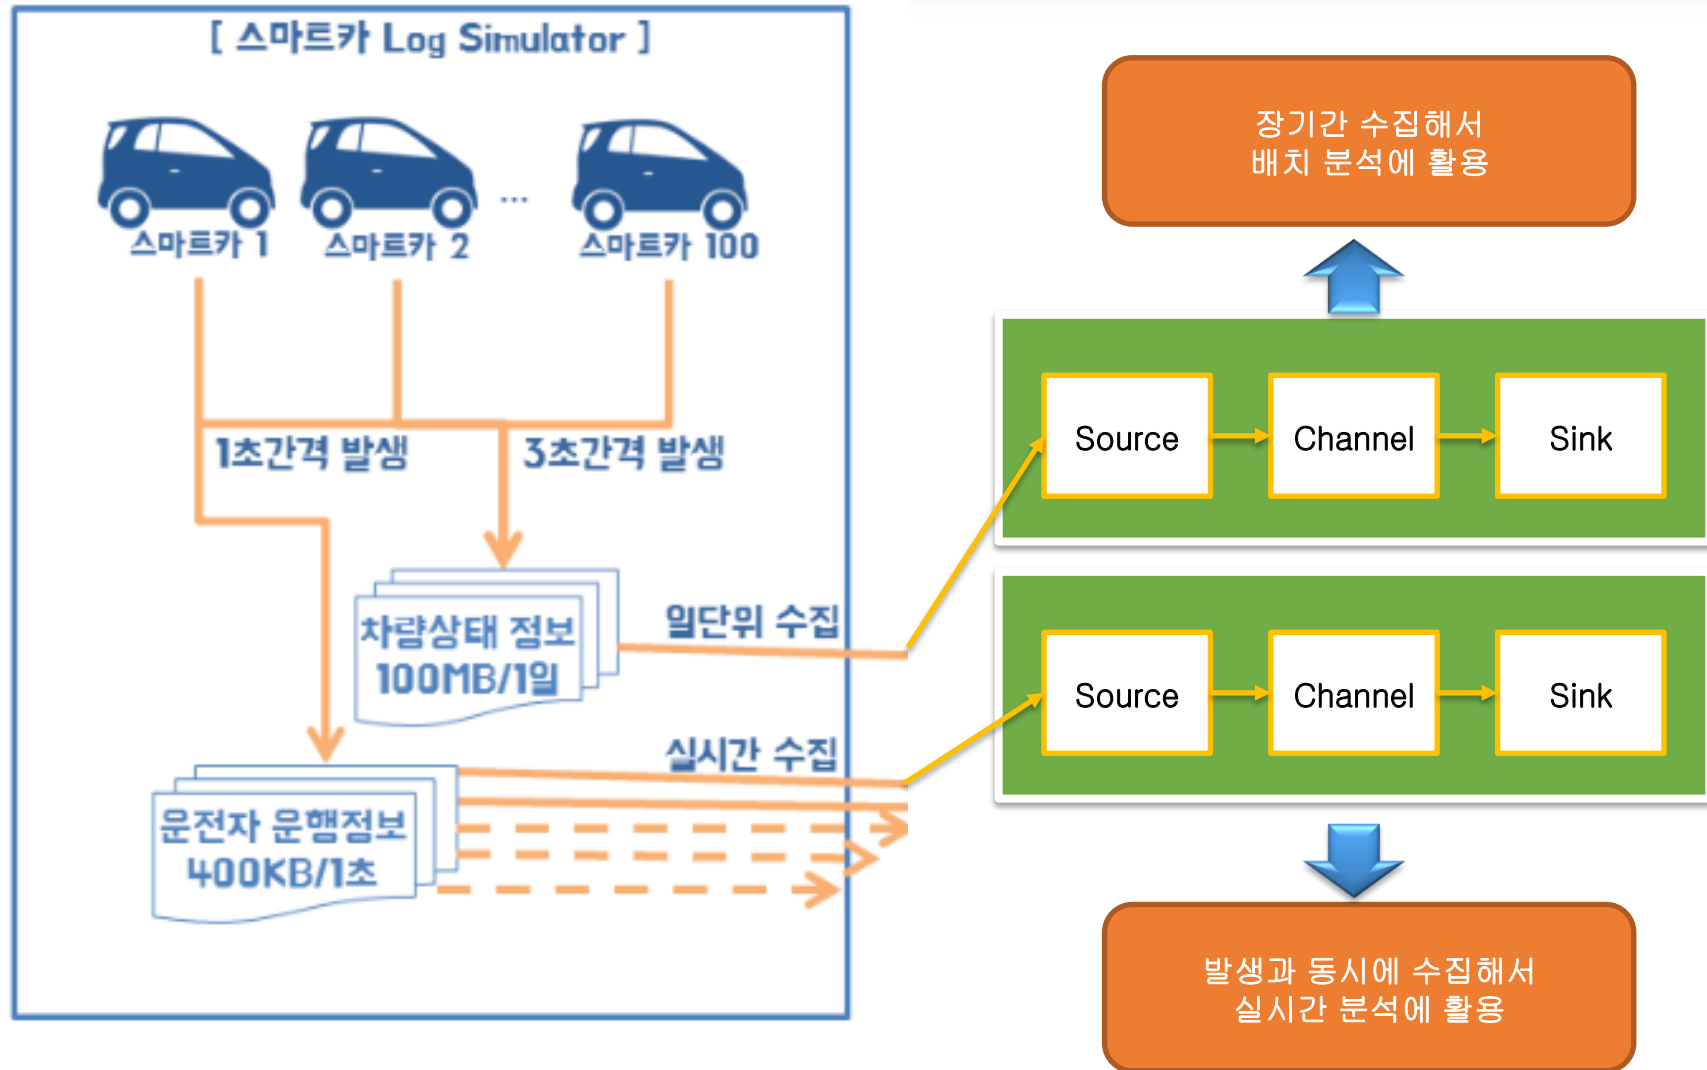 [ 스마트카 Log Simulator ]
스마트카 1
스마트카 2
...
스마트카 100
1초간격 발생
3초간격 발생
차량상태 정보
100MB/1일
일단위 수집
운전자 운행정보
400KB/1초
실시간 수집
장기간 수집해서
배치 분석에 활용
Source
Channel
Sink
Source
Channel
Sink
발생과 동시에 수집해서
실시간 분석에 활용